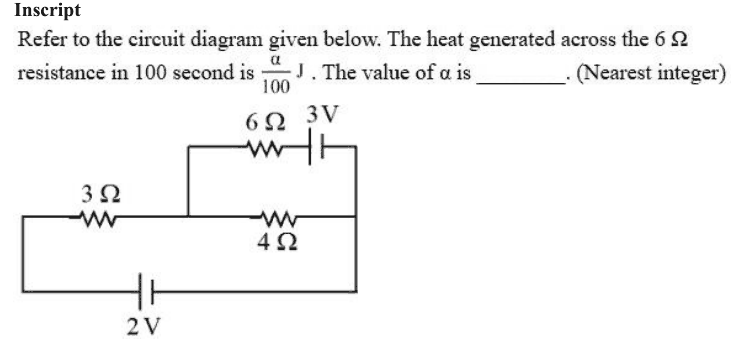 Inscript
Refer to the circuit diagram given below. The heat generated across the 6 Ω
resistance in 100 second is α/100 J . The value of α is ________. (Nearest integer)
6 Ω 3 V
3 Ω
4 Ω
2 V